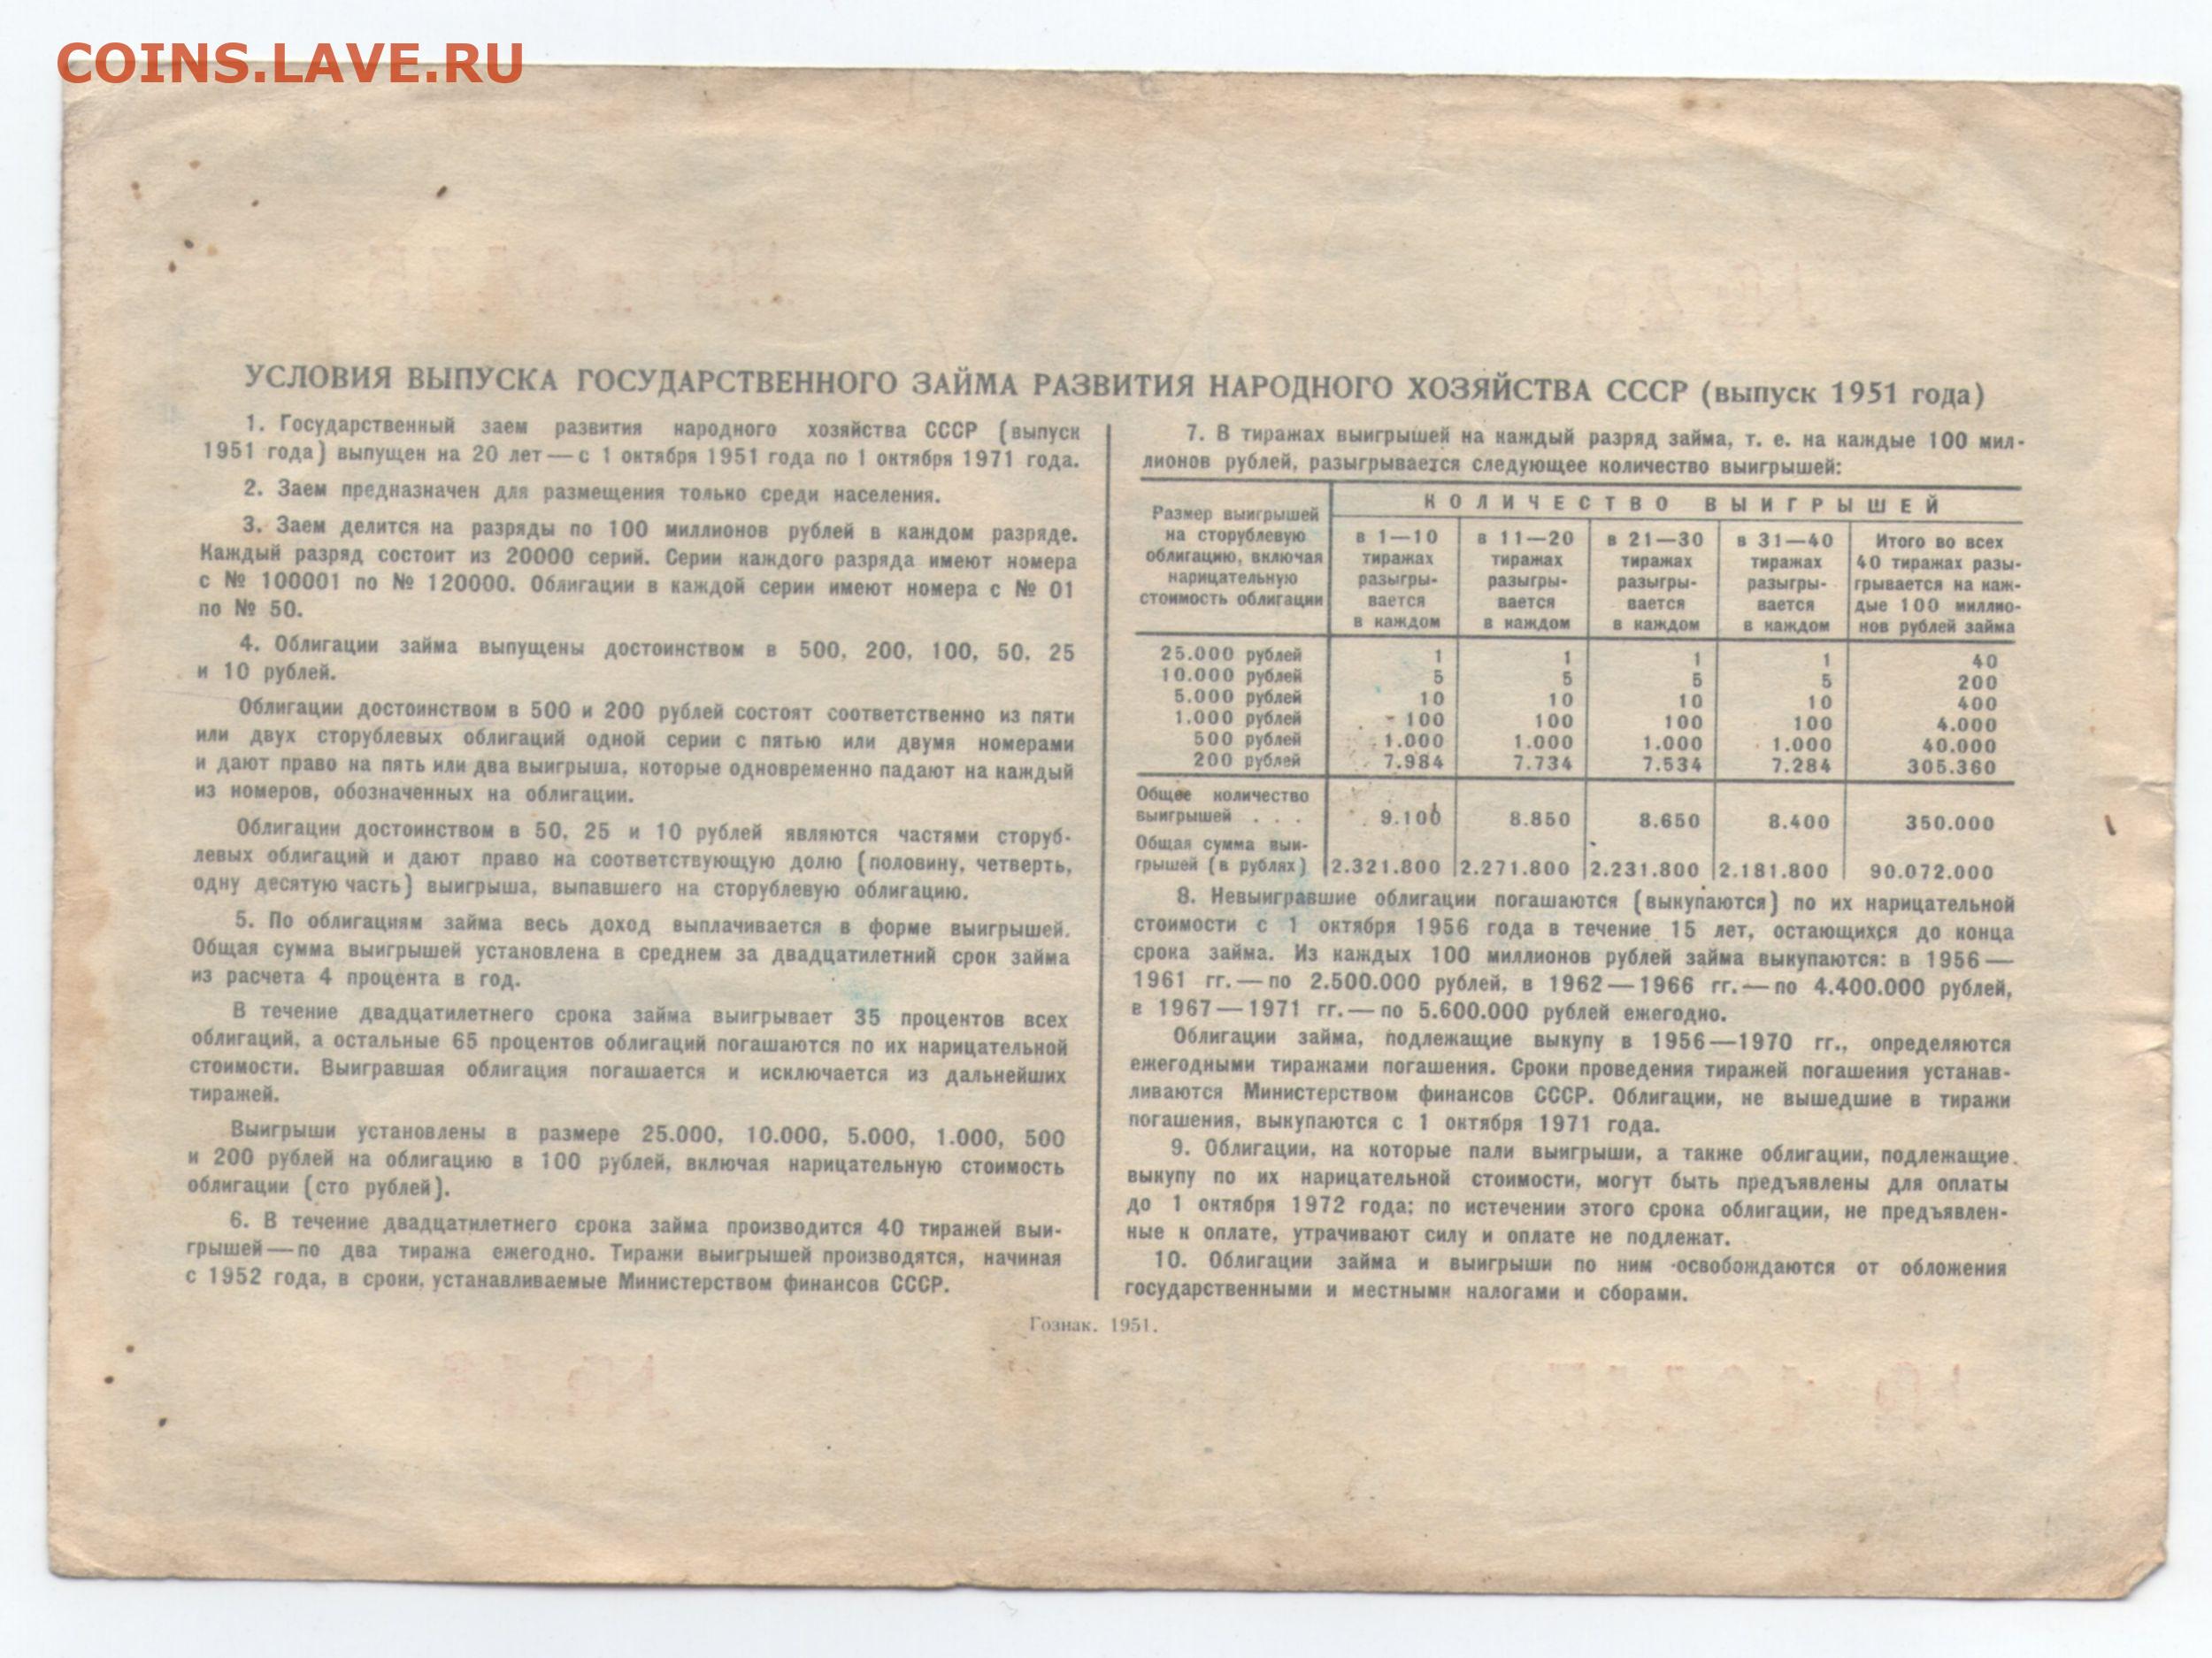 COINS.LAVE.RU
УСЛОВИЯ ВЫПУСКА ГОСУДАРСТВЕННОГО ЗАЙМА РАЗВИТИЯ НАРОДНОГО ХОЗЯЙСТВА СССР (выпуск 1951 года)
1. Государственный заем развития народного хозяйства СССР (выпуск
1951 года) выпущен на 20 лет — с 1 октября 1951 года по 1 октября 1971 года.
2. Заем предназначен для размещения только среди населения.
3. Заем делится на разряды по 100 миллионов рублей в каждом разряде.
Каждый разряд состоит из 20000 серий. Серии каждого разряда имеют номера
с № 100001 по № 120000. Облигации в каждой серии имеют номера с № 01
по № 50.
4. Облигации займа выпущены достоинством в 500, 200, 100, 50, 25
и 10 рублей.
Облигации достоинством в 500 и 200 рублей состоят соответственно из пяти
или двух сторублевых облигаций одной серии с пятью или двумя номерами
и дают право на пять или два выигрыша, которые одновременно падают на каждый
из номеров, обозначенных на облигации.
Облигации достоинством в 50, 25 и 10 рублей являются частями сторуб-
левых облигаций и дают право на соответствующую долю (половину, четверть,
одну десятую часть) выигрыша, выпавшего на сторублевую облигацию.
5. По облигациям займа весь доход выплачивается в форме выигрышей.
Общая сумма выигрышей установлена в среднем за двадцатилетний срок займа
из расчета 4 процента в год.
В течение двадцатилетнего срока займа выигрывает 35 процентов всех
облигаций, а остальные 65 процентов облигаций погашаются по их нарицательной
стоимости. Выигравшая облигация погашается и исключается из дальнейших
тиражей.
Выигрыши установлены в размере 25.000, 10.000, 5.000, 1.000, 500
и 200 рублей на облигацию в 100 рублей, включая нарицательную стоимость
облигации (сто рублей).
6. В течение двадцатилетнего срока займа производится 40 тиражей выи-
грышей — по два тиража ежегодно. Тиражи выигрышей производятся, начиная
с 1952 года, в сроки, устанавливаемые Министерством финансов СССР.
7. В тиражах выигрышей на каждый разряд займа, т. е. на каждые 100 мил-
лионов рублей, разыгрывается следующее количество выигрышей:
Размер выигрышей
на сторублевую
облигацию, включая
нарицательную
стоимость облигации
КОЛИЧЕСТВО ВЫИГРЫШЕЙ
в 1—10
тиражах
разыгры-
вается
в каждом
в 11—20
тиражах
разыгры-
вается
в каждом
в 21—30
тиражах
разыгры-
вается
в каждом
в 31—40
тиражах
разыгры-
вается
в каждом
Итого во всех
40 тиражах разы-
грывается на каж-
дые 100 миллио-
нов рублей займа
25.000 рублей 1 1 1 1 40
10.000 рублей 5 5 5 5 200
5.000 рублей 10 10 10 10 400
1.000 рублей 100 100 100 100 4.000
500 рублей 1.000 1.000 1.000 1.000 40.000
200 рублей 7.984 7.734 7.534 7.284 305.360
Общее количество
выигрышей . . . 9.100 8.850 8.650 8.400 350.000
Общая сумма выи-
грышей (в рублях) 2.321.800 2.271.800 2.231.800 2.181.800 90.072.000
8. Невыигравшие облигации погашаются (выкупаются) по их нарицательной
стоимости с 1 октября 1956 года в течение 15 лет, остающихся до конца
срока займа. Из каждых 100 миллионов рублей займа выкупаются: в 1956 —
1961 гг. — по 2.500.000 рублей, в 1962 — 1966 гг. — по 4.400.000 рублей,
в 1967 — 1971 гг. — по 5.600.000 рублей ежегодно.
Облигации займа, подлежащие выкупу в 1956—1970 гг., определяются
ежегодными тиражами погашения. Сроки проведения тиражей погашения устанав-
ливаются Министерством финансов СССР. Облигации, не вышедшие в тиражи
погашения, выкупаются с 1 октября 1971 года.
9. Облигации, на которые пали выигрыши, а также облигации, подлежащие
выкупу по их нарицательной стоимости, могут быть предъявлены для оплаты
до 1 октября 1972 года; по истечении этого срока облигации, не предъявлен-
ные к оплате, утрачивают силу и оплате не подлежат.
10. Облигации займа и выигрыши по ним освобождаются от обложения
государственными и местными налогами и сборами.
Гознак. 1951.